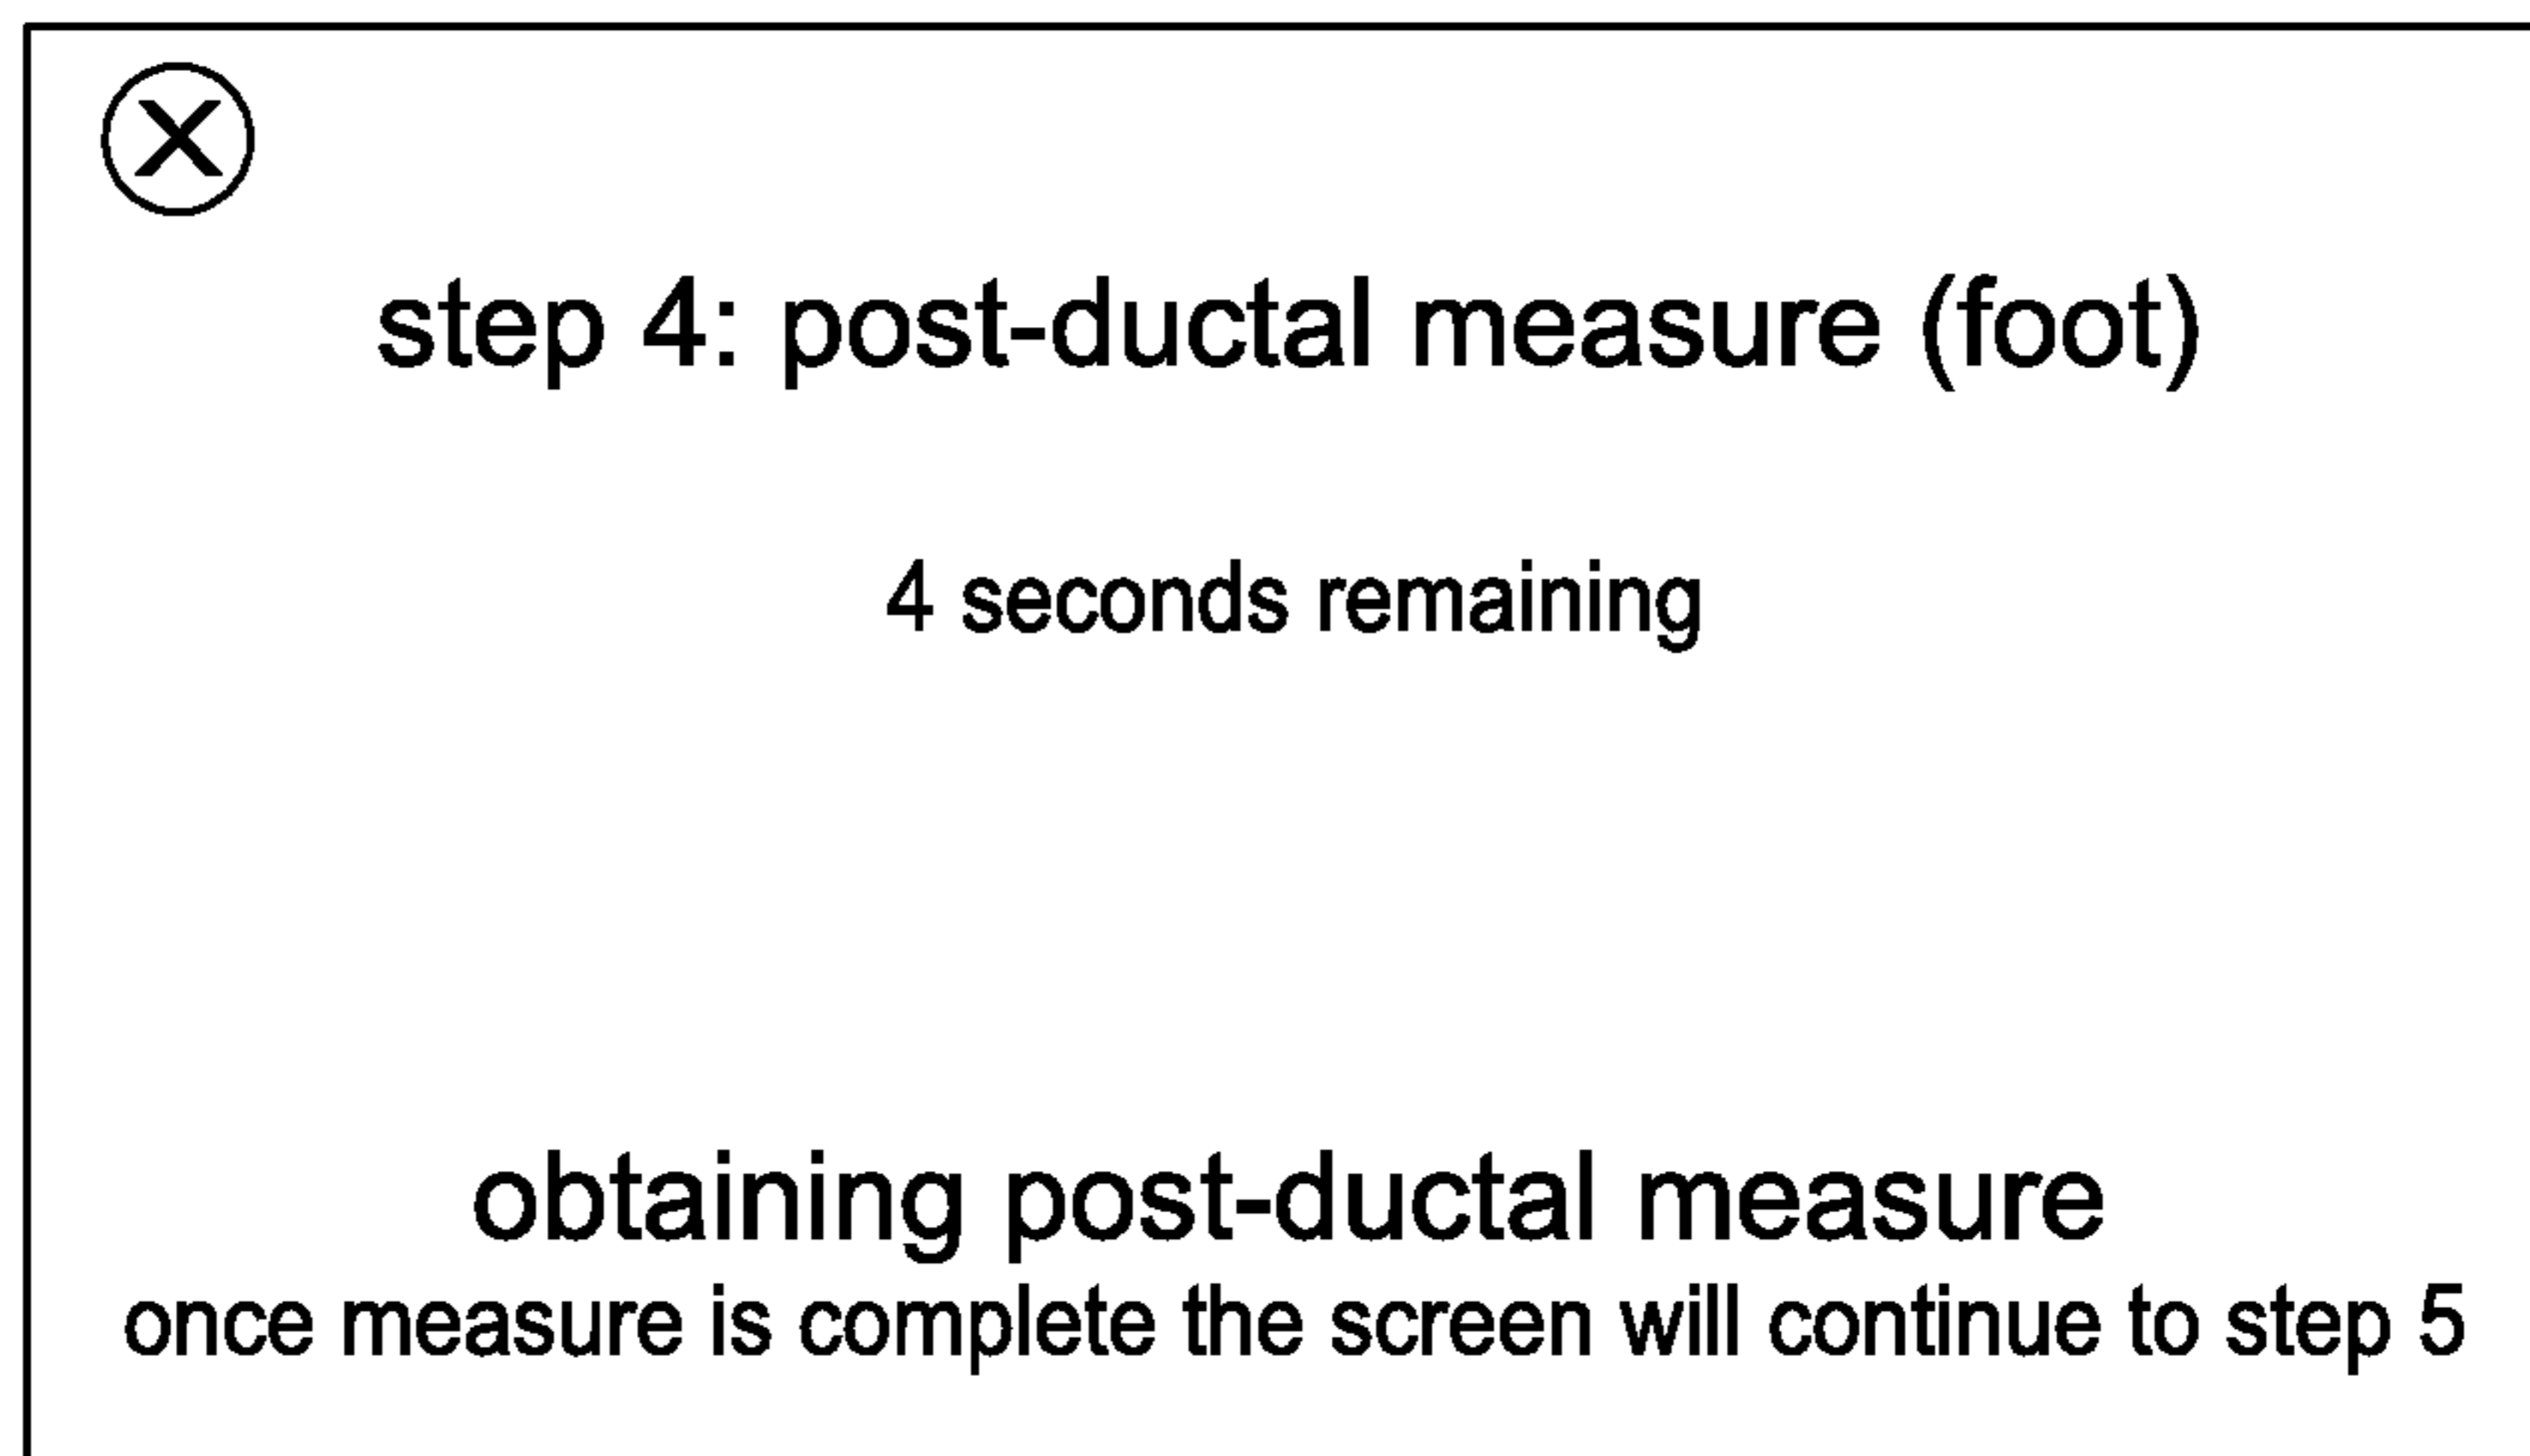 X
step 4: post-ductal measure (foot)
4 seconds remaining
obtaining post-ductal measure
once measure is complete the screen will continue to step 5